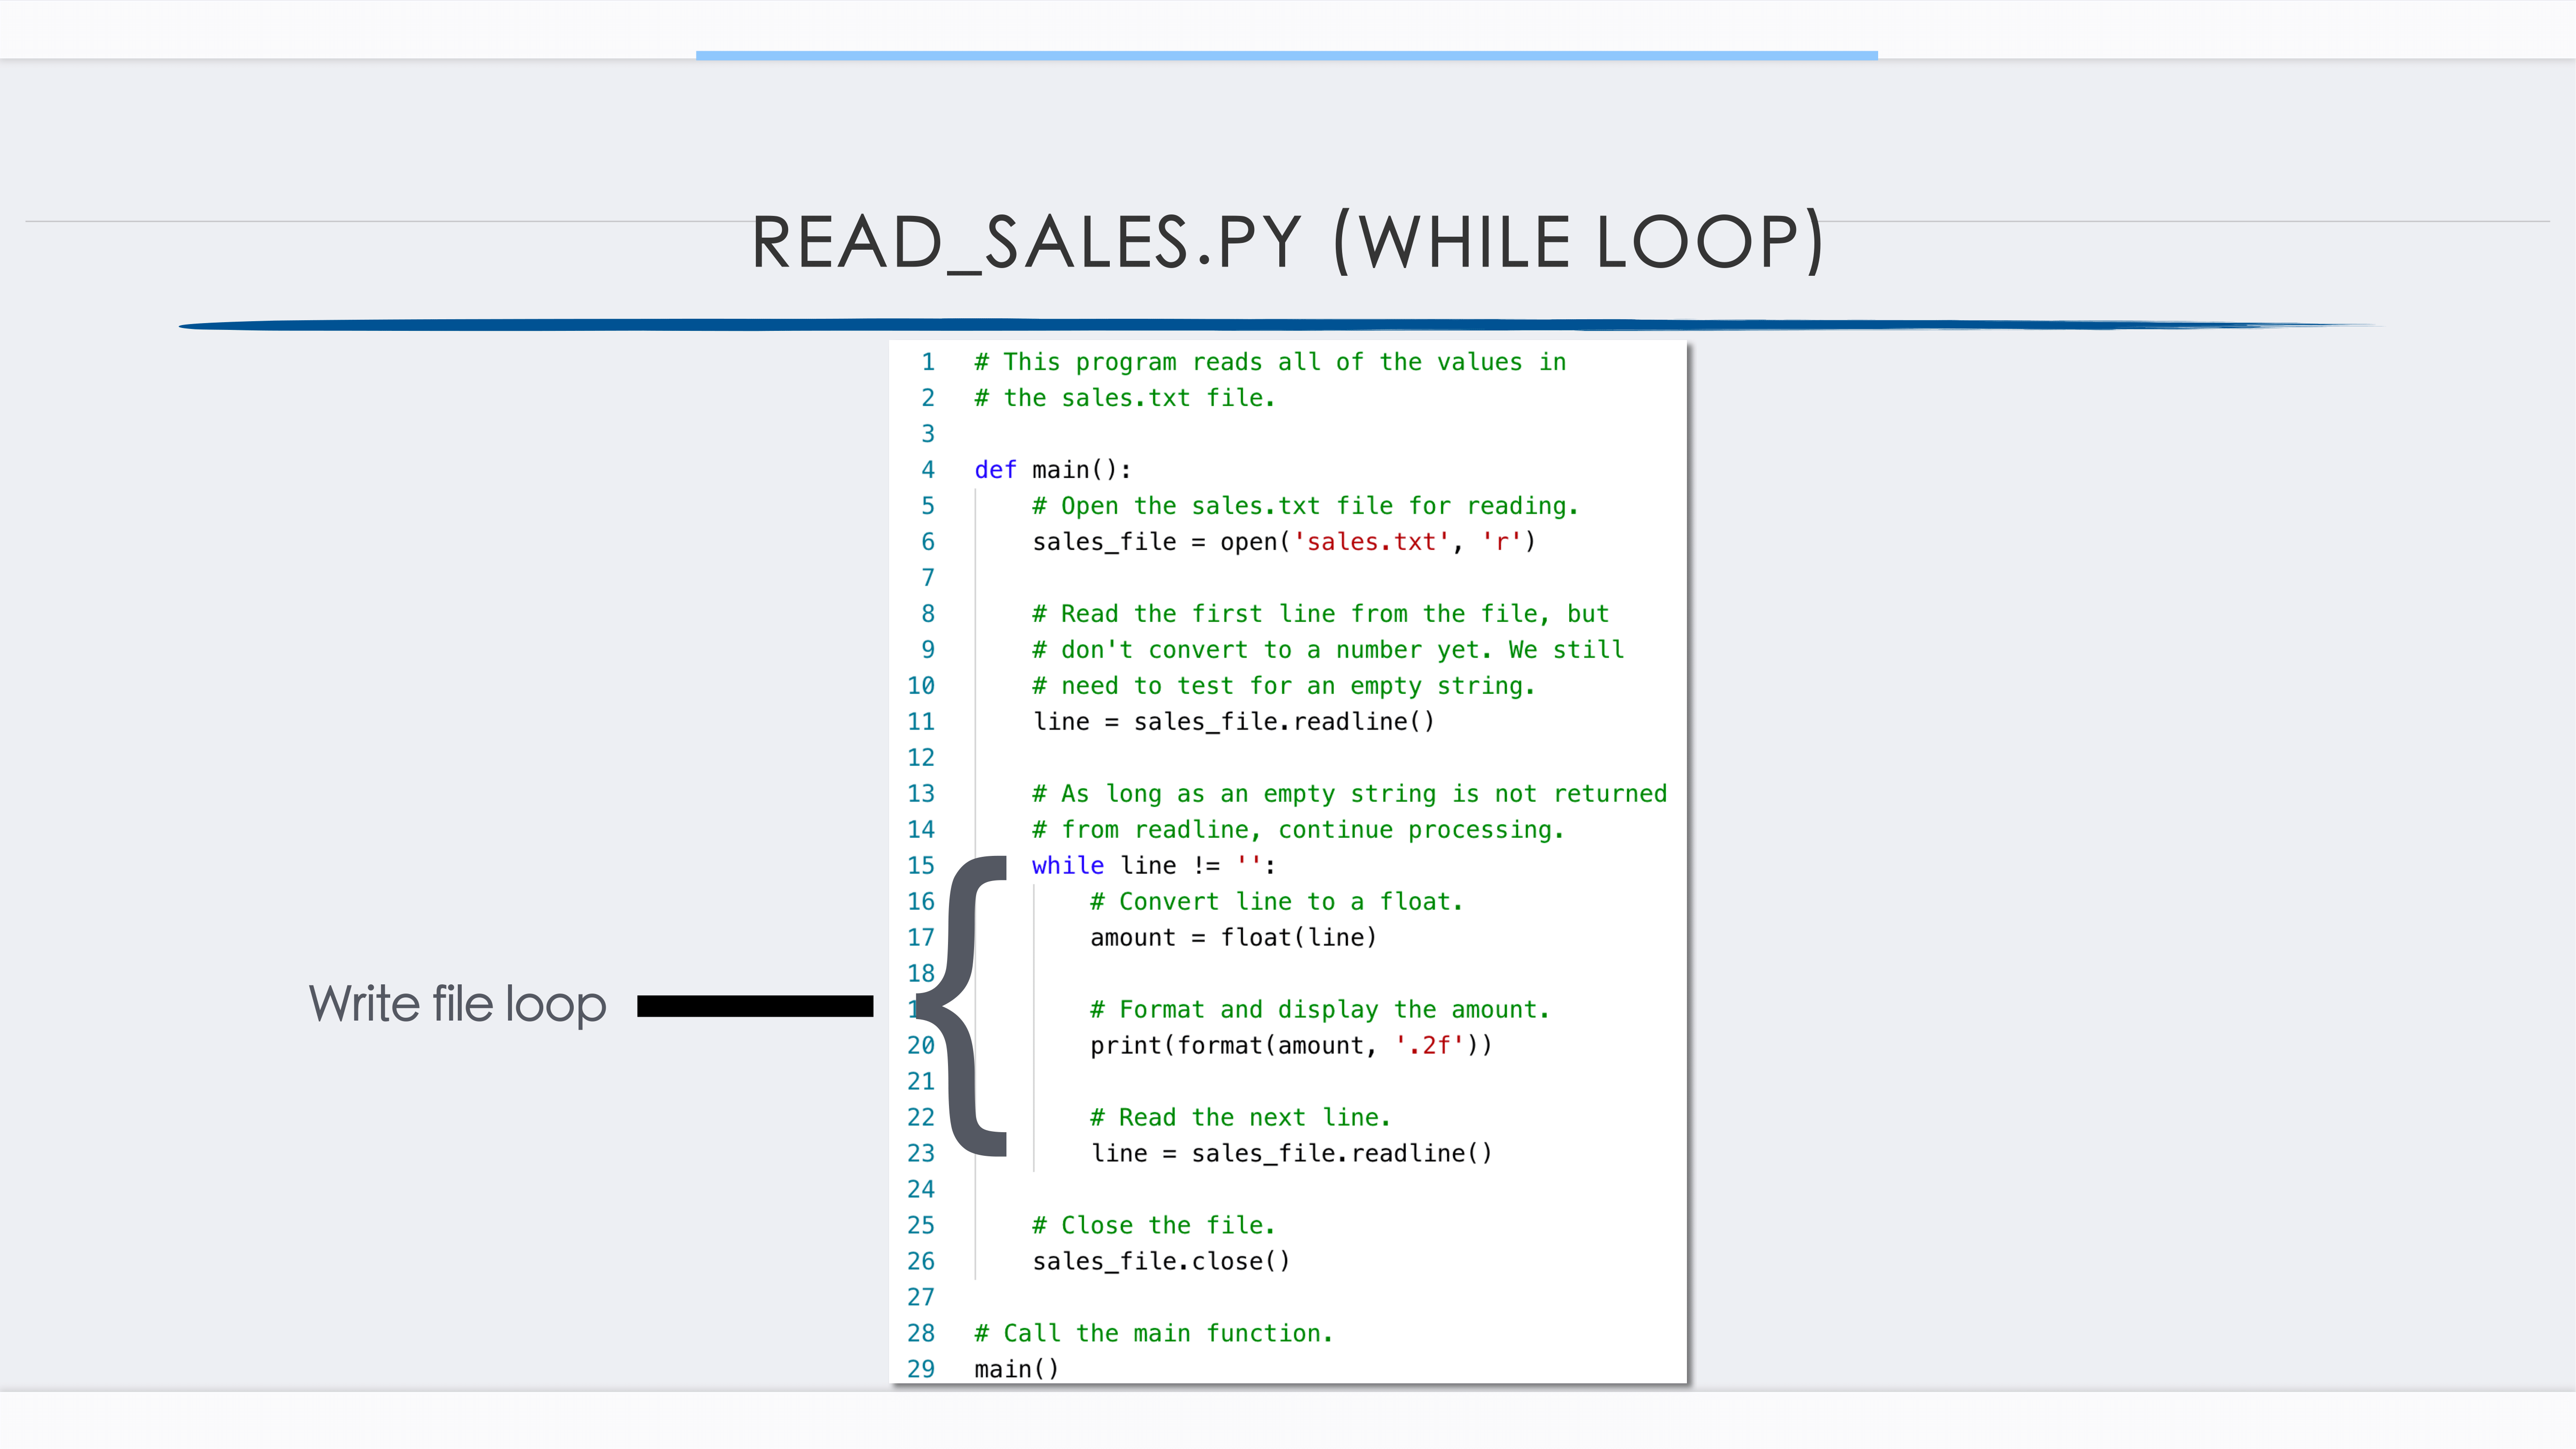 READ_SALES.PY (WHILE LOOP)
1 # This program reads all of the values in
2 # the sales.txt file.
3
4 def main():
5     # Open the sales.txt file for reading.
6     sales_file = open('sales.txt', 'r')
7
8     # Read the first line from the file, but
9     # don't convert to a number yet. We still
10     # need to test for an empty string.
11     line = sales_file.readline()
12
13     # As long as an empty string is not returned
14     # from readline, continue processing.
15     while line != '':
16         # Convert line to a float.
17         amount = float(line)
18
Write file loop
1         # Format and display the amount.
20         print(format(amount, '.2f'))
21
22         # Read the next line.
23         line = sales_file.readline()
24
25     # Close the file.
26     sales_file.close()
27
28 # Call the main function.
29 main()